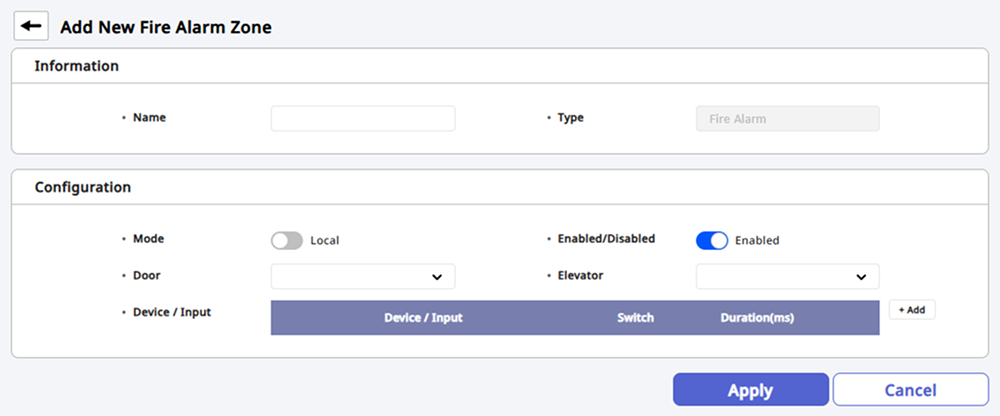 Add New Fire Alarm Zone
Information
• Name
• Type
Fire Alarm
Configuration
• Mode
Local
• Enabled/Disabled
Enabled
• Door
• Elevator
• Device / Input
Device / Input Switch Duration(ms)
+ Add
Apply
Cancel